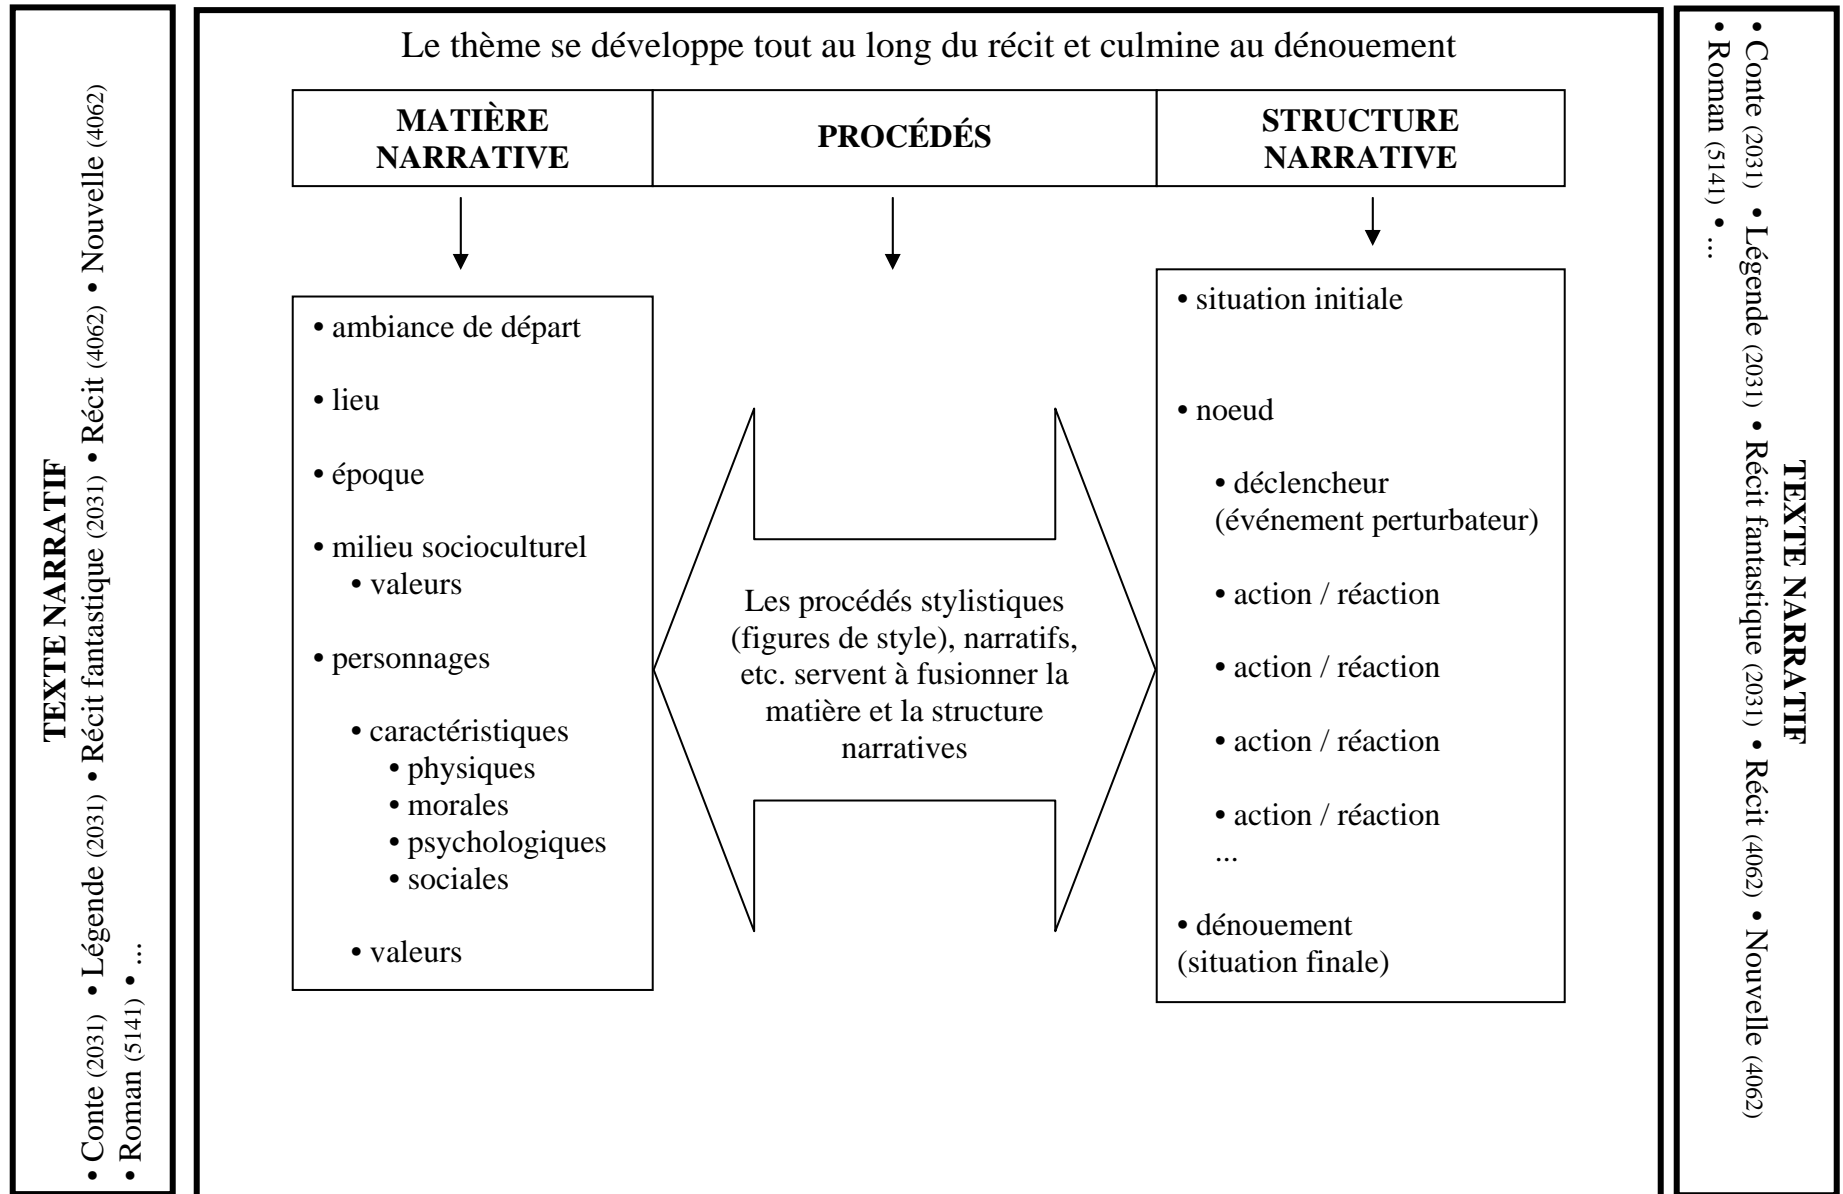 TEXTE NARRATIF
• Conte (2031) • Légende (2031) • Récit fantastique (2031) • Récit (4062) • Nouvelle (4062)
• Roman (5141) • ...
Le thème se développe tout au long du récit et culmine au dénouement
MATIÈRE
NARRATIVE
PROCÉDÉS
STRUCTURE
NARRATIVE
• ambiance de départ
• lieu
• époque
• milieu socioculturel
• valeurs
• personnages
• caractéristiques
• physiques
• morales
• psychologiques
• sociales
• valeurs
Les procédés stylistiques
(figures de style), narratifs,
etc. servent à fusionner la
matière et la structure
narratives
• situation initiale
• noeud
• déclencheur
(événement perturbateur)
• action / réaction
• action / réaction
• action / réaction
• action / réaction
...
• dénouement
(situation finale)
TEXTE NARRATIF
• Conte (2031) • Légende (2031) • Récit fantastique (2031) • Récit (4062) • Nouvelle (4062)
• Roman (5141) • ...